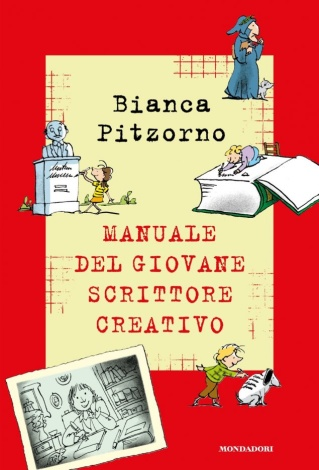 Bianca
Pitzorno
MANUALE
DEL GIOVANE
SCRITTORE
CREATIVO
MONDADORI